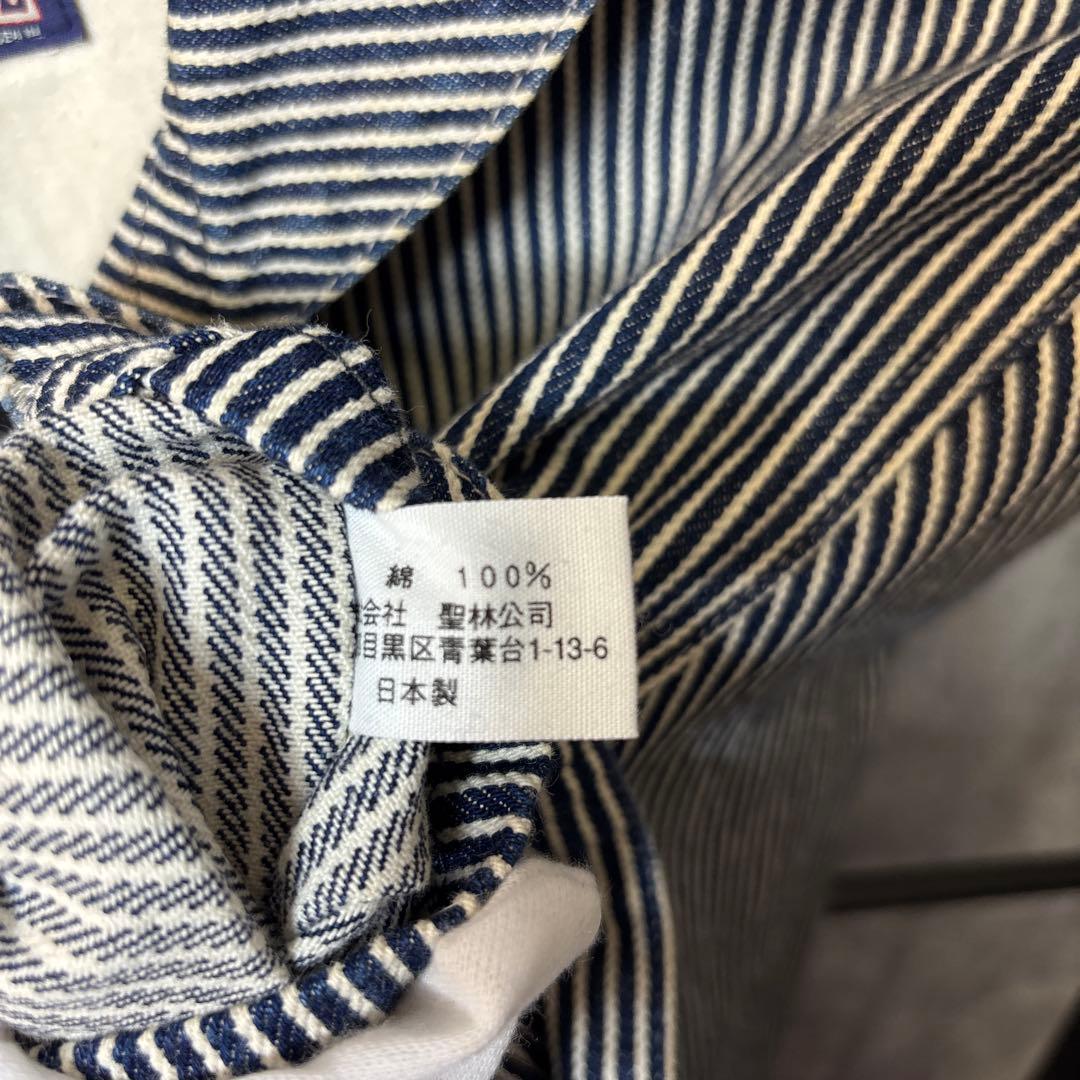 綿 100%
会社 聖林公司
目黒区青葉台1-13-6
日本製